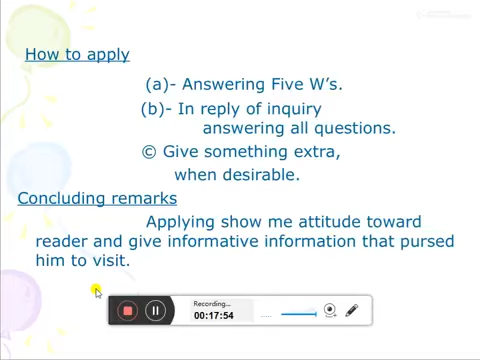 How to apply
(a)- Answering Five W's.
(b)- In reply of inquiry
answering all questions.
© Give something extra,
when desirable.
Concluding remarks
Applying show me attitude toward
reader and give informative information that pursed
him to visit.
Recording...
00:17:54